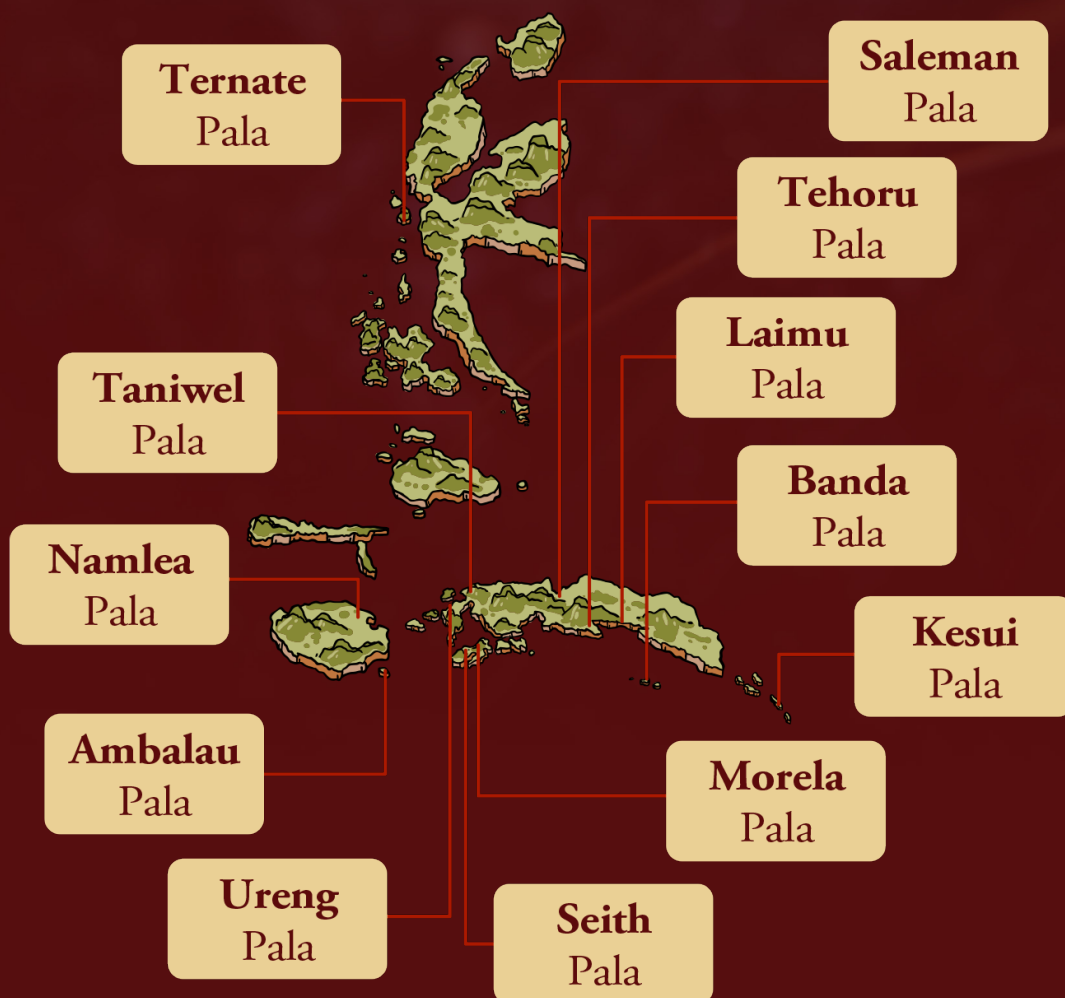 Ternate
Pala
Saleman
Pala
Tehoru
Pala
Laimu
Pala
Taniwel
Pala
Banda
Pala
Namlea
Pala
Kesui
Pala
Ambalau
Pala
Morela
Pala
Ureng
Pala
Seith
Pala